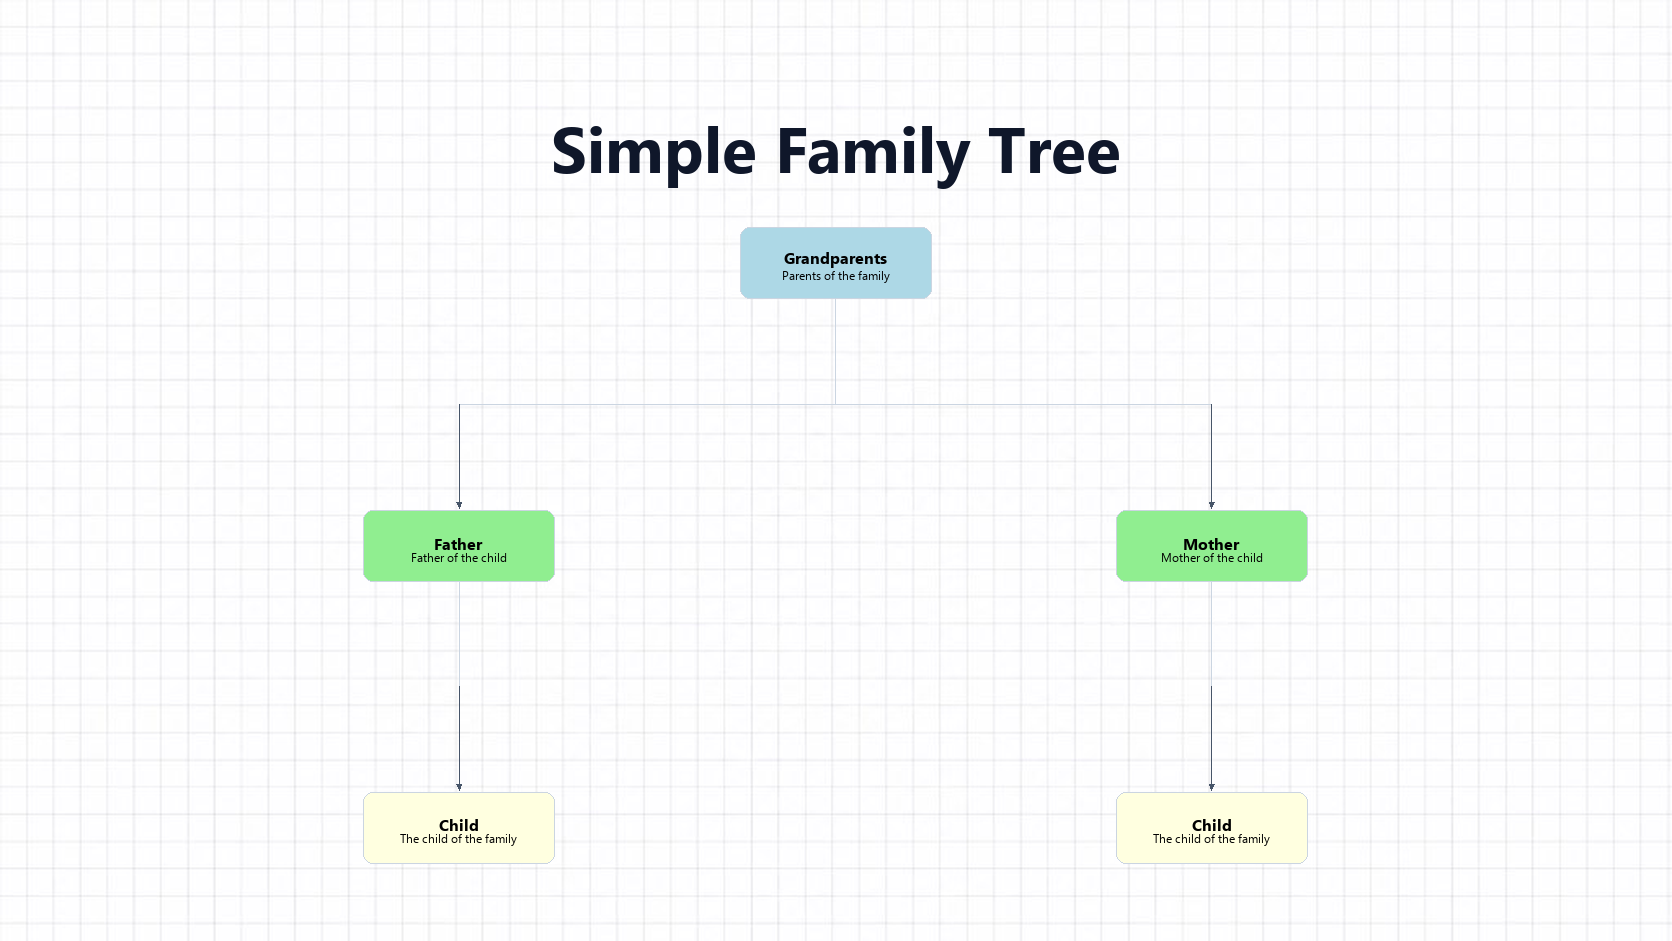 Simple Family Tree
Grandparents
Parents of the family
Father
Father of the child
Mother
Mother of the child
Child
The child of the family
Child
The child of the family